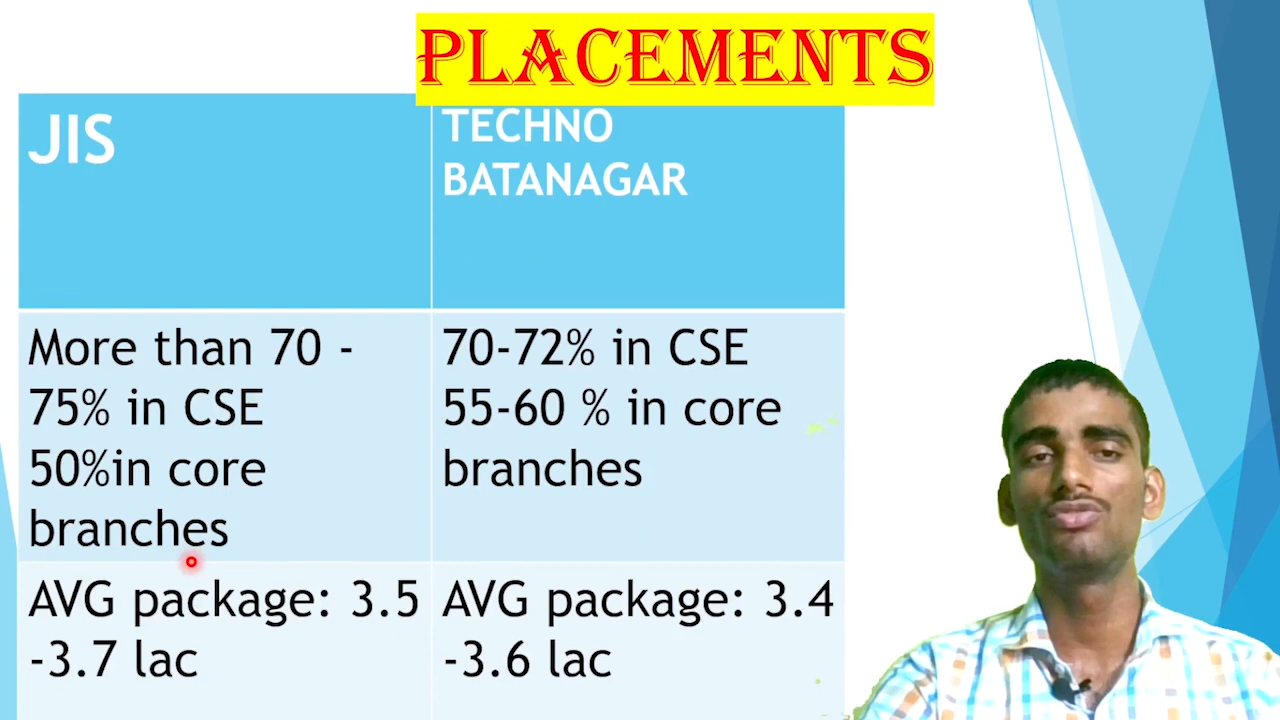 PLACEMENTS
JIS
TECHNO
BATANAGAR
More than 70 -
75% in CSE
50%in core
branches
70-72% in CSE
55-60 % in core
branches
AVG package: 3.5
-3.7 lac
AVG package: 3.4
-3.6 lac